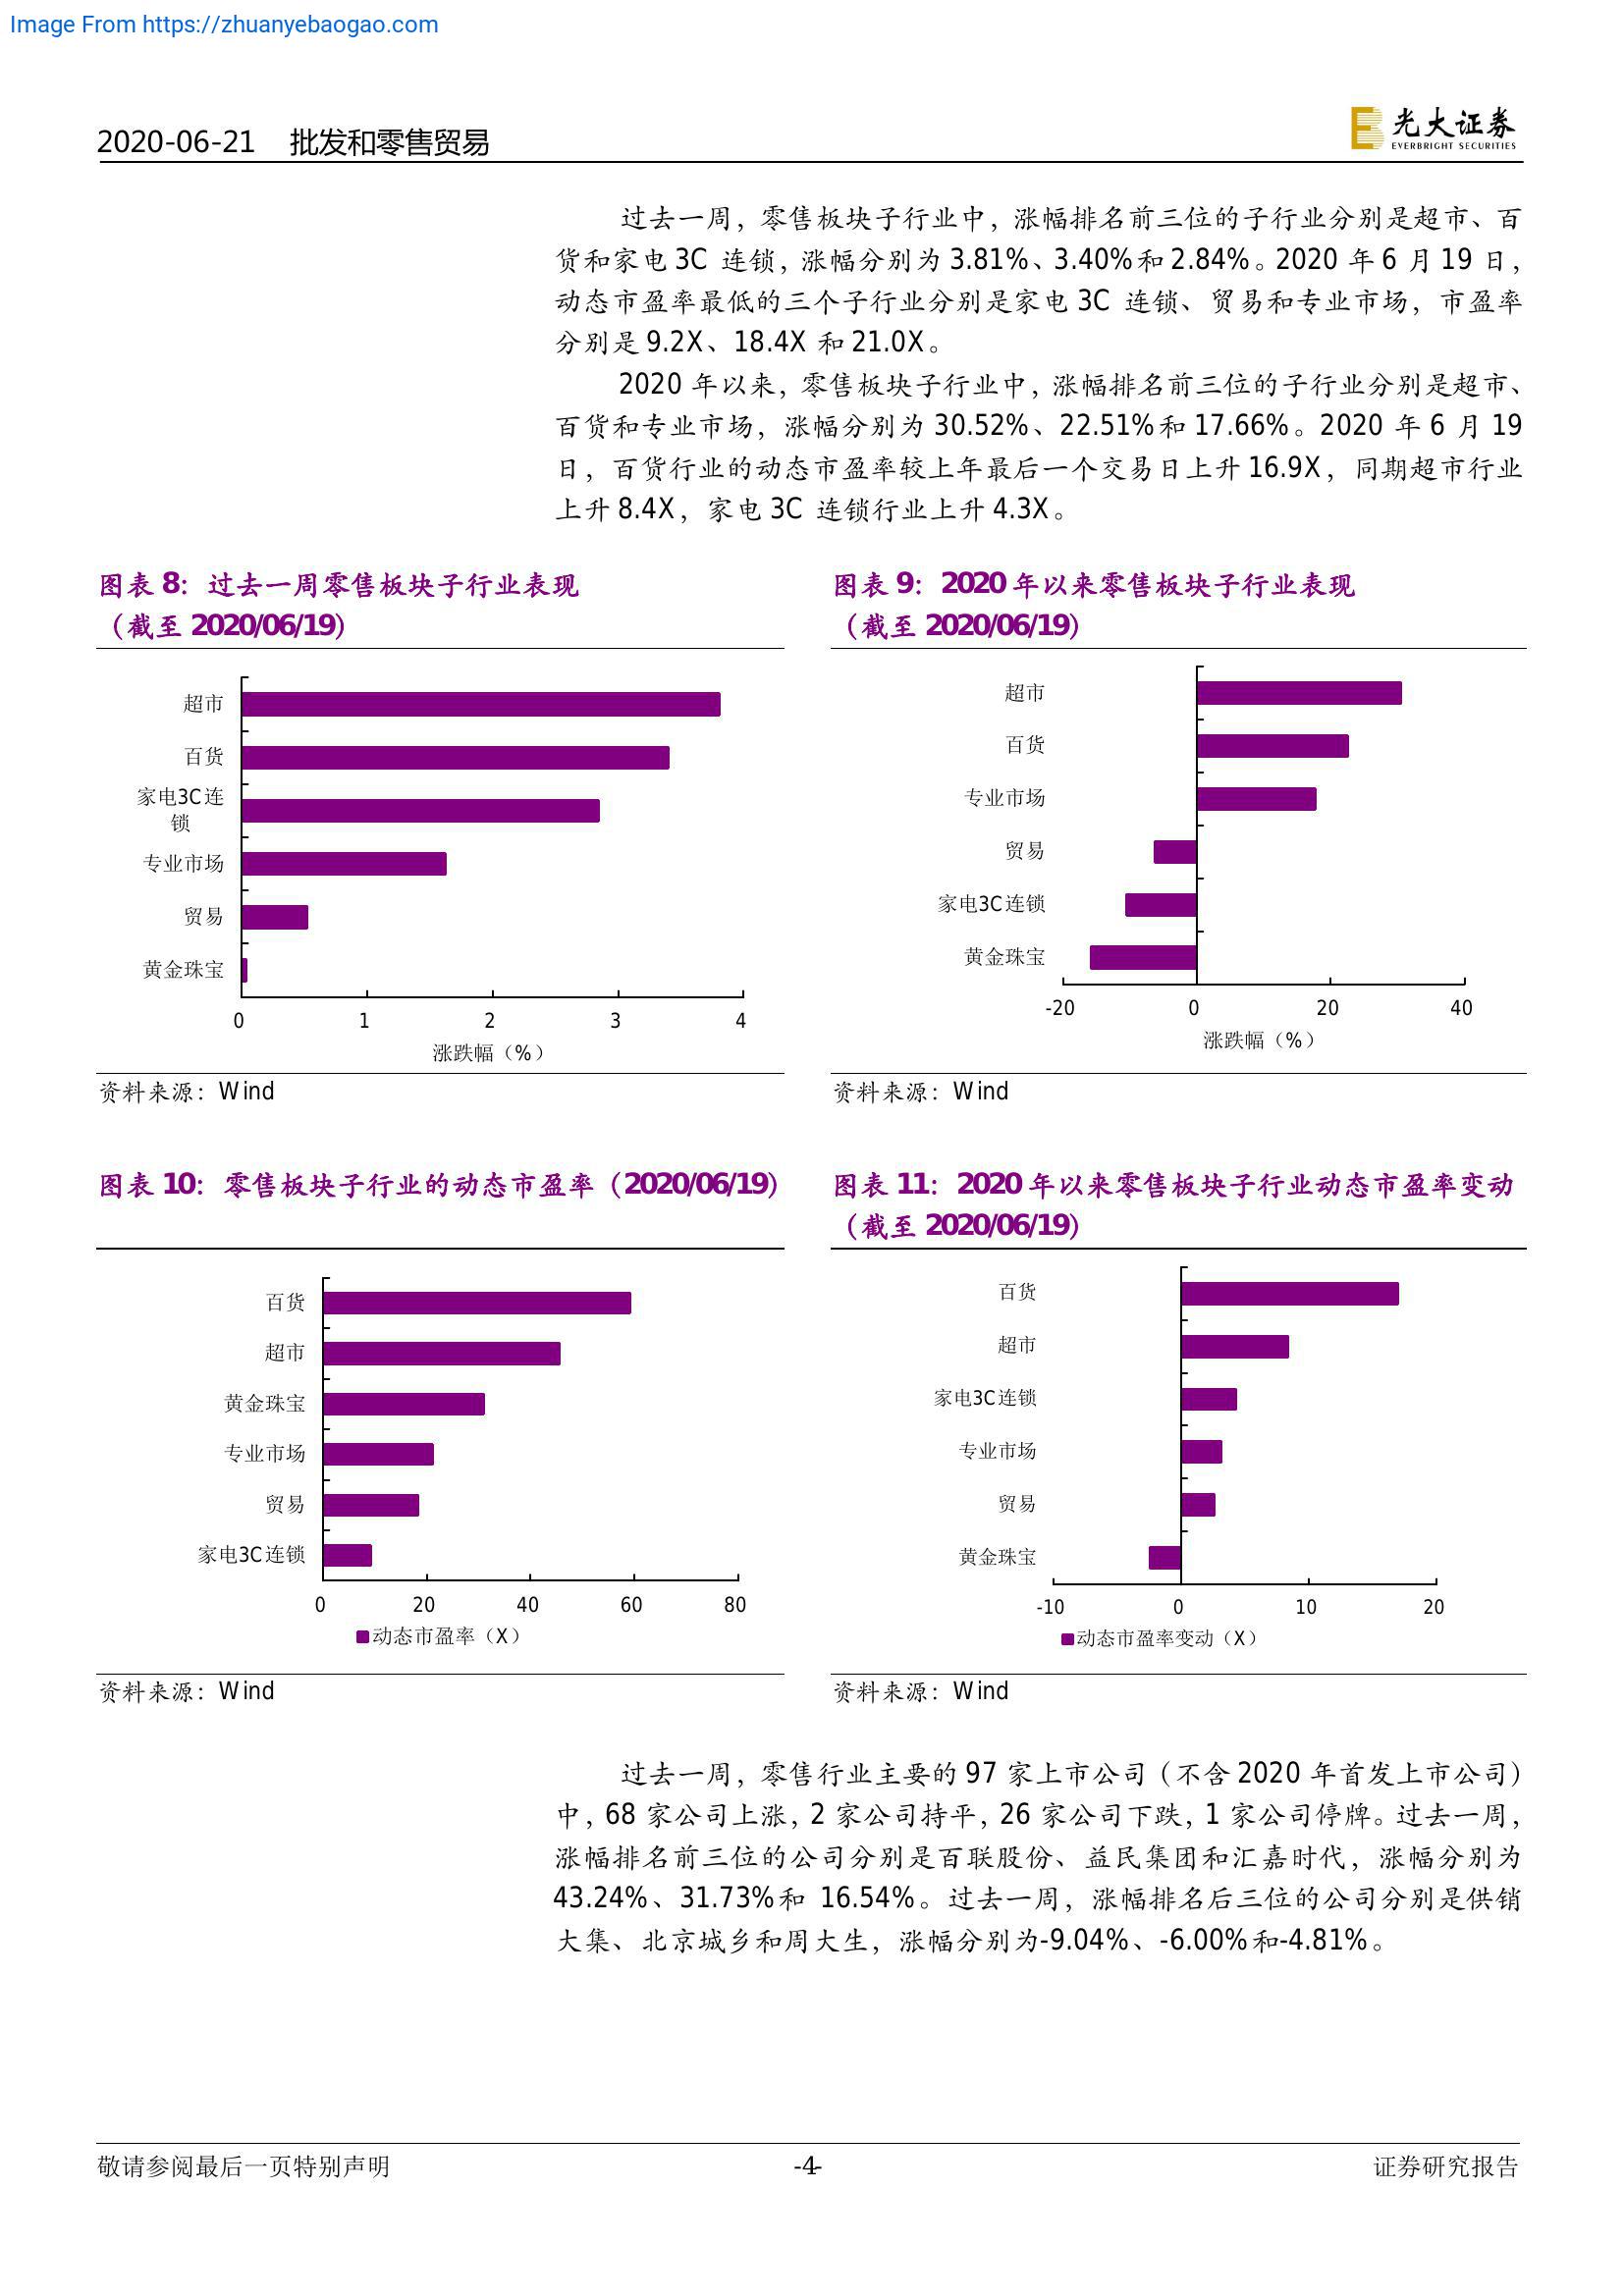 Image From https://zhuanyebaogao.com
2020-06-21 批发和零售贸易
光大证券
EVERBRIGHT SECURITIES
过去一周，零售板块子行业中，涨幅排名前三位的子行业分别是超市、百
货和家电 3C 连锁，涨幅分别为 3.81%、3.40%和 2.84%。2020 年 6 月 19 日，
动态市盈率最低的三个子行业分别是家电 3C 连锁、贸易和专业市场，市盈率
分别是 9.2X、18.4X 和 21.0X。
2020 年以来，零售板块子行业中，涨幅排名前三位的子行业分别是超市、
百货和专业市场，涨幅分别为 30.52%、22.51%和 17.66%。2020 年 6 月 19
日，百货行业的动态市盈率较上年最后一个交易日上升 16.9X，同期超市行业
上升 8.4X，家电 3C 连锁行业上升 4.3X。
图表 8：过去一周零售板块子行业表现
（截至 2020/06/19）
超市
百货
家电3C连
锁
专业市场
贸易
黄金珠宝
0 1 2 3 4
涨跌幅（%）
资料来源：Wind
图表 9：2020 年以来零售板块子行业表现
（截至 2020/06/19）
超市
百货
专业市场
贸易
家电3C连锁
黄金珠宝
-20 0 20 40
涨跌幅（%）
资料来源：Wind
图表 10：零售板块子行业的动态市盈率（2020/06/19）
百货
超市
黄金珠宝
专业市场
贸易
家电3C连锁
0 20 40 60 80
动态市盈率（X）
资料来源：Wind
图表 11：2020 年以来零售板块子行业动态市盈率变动
（截至 2020/06/19）
百货
超市
家电3C连锁
专业市场
贸易
黄金珠宝
-10 0 10 20
动态市盈率变动（X）
资料来源：Wind
过去一周，零售行业主要的 97 家上市公司（不含 2020 年首发上市公司）
中，68 家公司上涨，2 家公司持平，26 家公司下跌，1 家公司停牌。过去一周，
涨幅排名前三位的公司分别是百联股份、益民集团和汇嘉时代，涨幅分别为
43.24%、31.73%和 16.54%。过去一周，涨幅排名后三位的公司分别是供销
大集、北京城乡和周大生，涨幅分别为-9.04%、-6.00%和-4.81%。
敬请参阅最后一页特别声明 -4- 证券研究报告